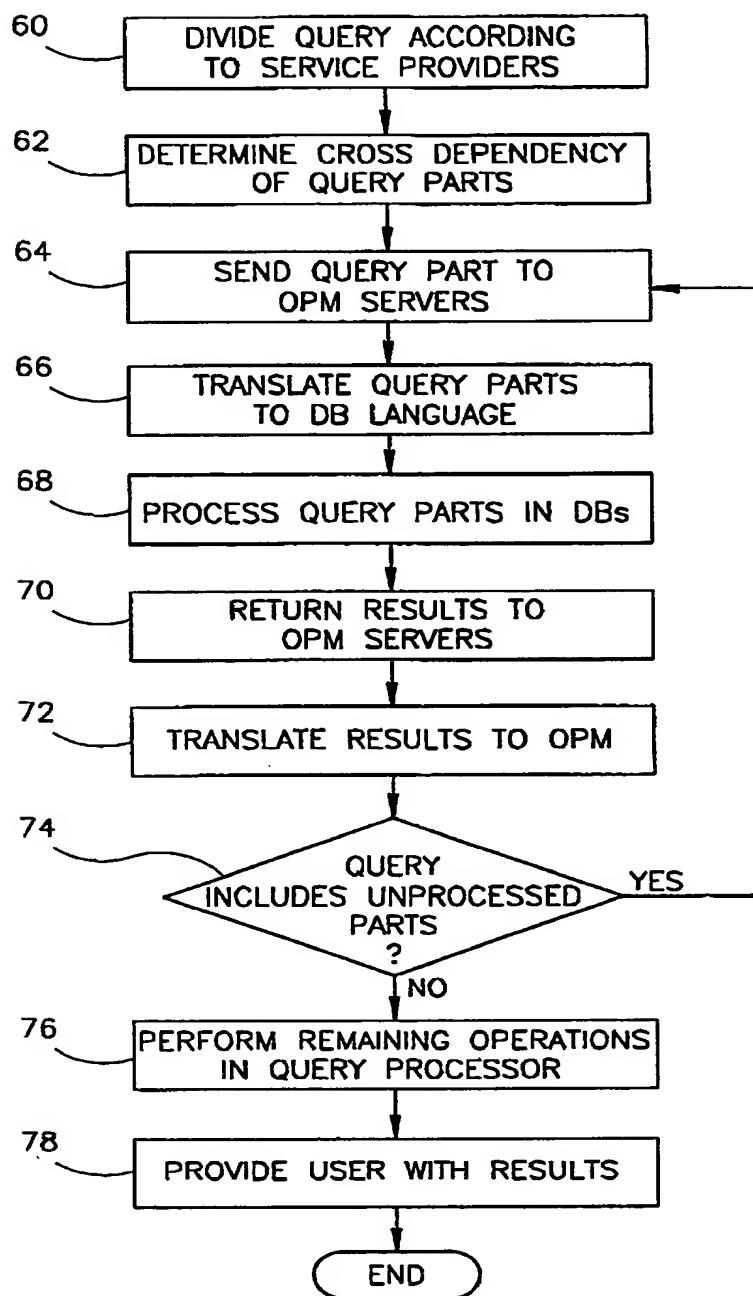 60
DIVIDE QUERY ACCORDING
TO SERVICE PROVIDERS
62
DETERMINE CROSS DEPENDENCY
OF QUERY PARTS
64
SEND QUERY PART TO
OPM SERVERS
66
TRANSLATE QUERY PARTS
TO DB LANGUAGE
68
PROCESS QUERY PARTS IN DBs
70
RETURN RESULTS TO
OPM SERVERS
72
TRANSLATE RESULTS TO OPM
74
QUERY
INCLUDES UNPROCESSED
PARTS
?
YES
NO
76
PERFORM REMAINING OPERATIONS
IN QUERY PROCESSOR
78
PROVIDE USER WITH RESULTS
END